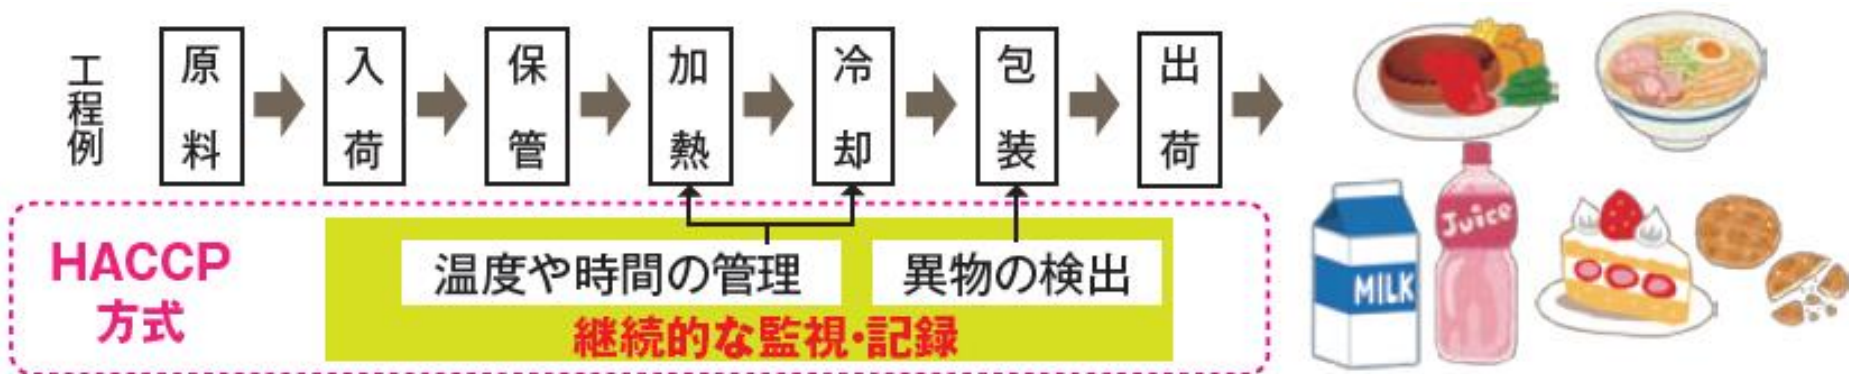 工程例
原料
入荷
保管
加熱
冷却
包装
出荷
HACCP
方式
温度や時間の管理
異物の検出
継続的な監視・記録
MILK
Juice